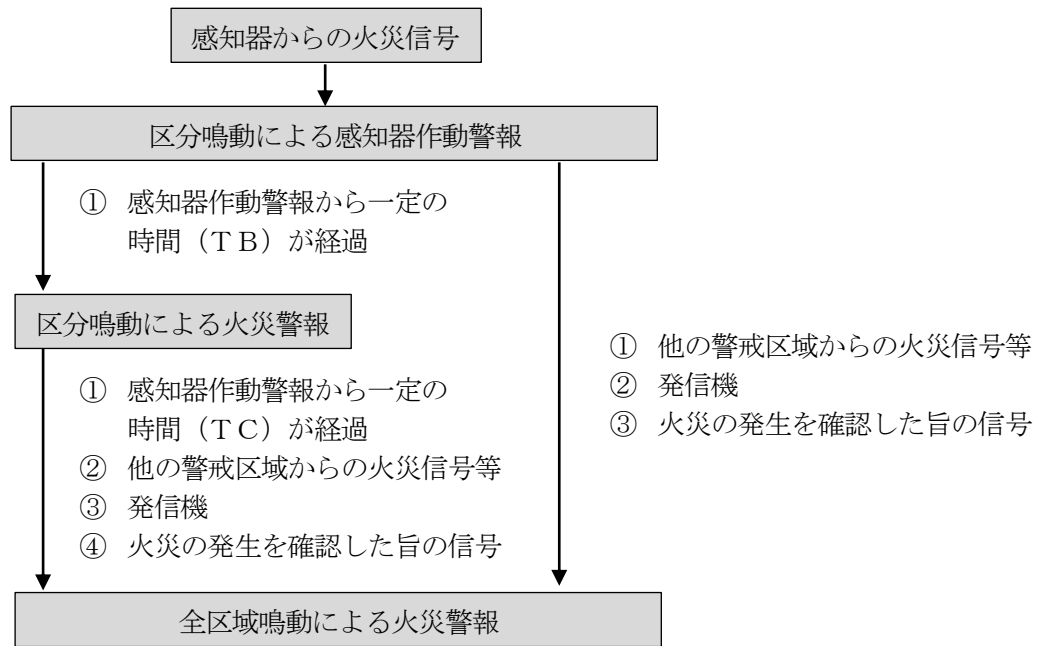 感知器からの火災信号
区分鳴動による感知器作動警報
① 感知器作動警報から一定の
時間(TB)が経過
区分鳴動による火災警報
① 感知器作動警報から一定の
時間(TC)が経過
② 他の警戒区域からの火災信号等
③ 発信機
④ 火災の発生を確認した旨の信号
① 他の警戒区域からの火災信号等
② 発信機
③ 火災の発生を確認した旨の信号
全区域鳴動による火災警報